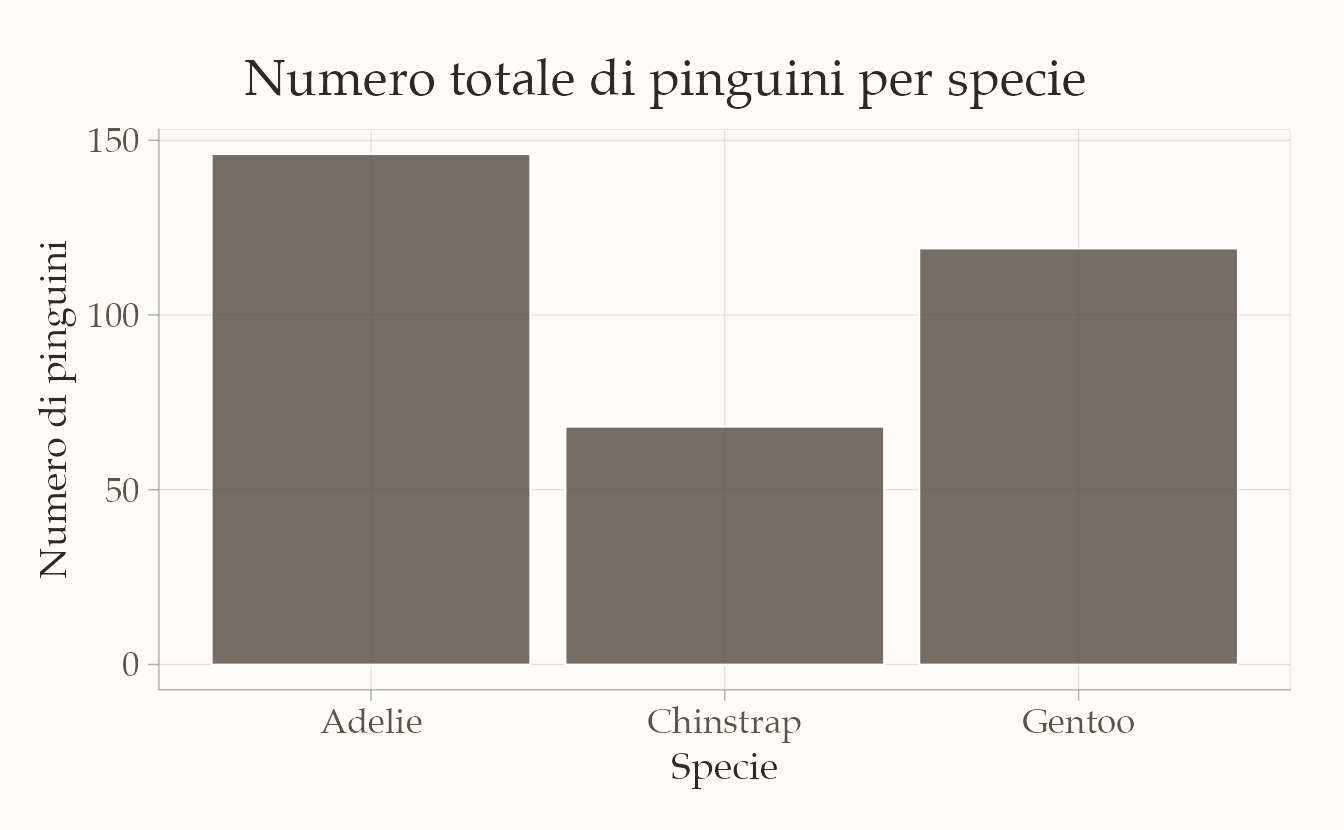 Numero totale di pinguini per specie
Numero di pinguini
150
100
50
0
Adelie Chinstrap Gentoo
Specie